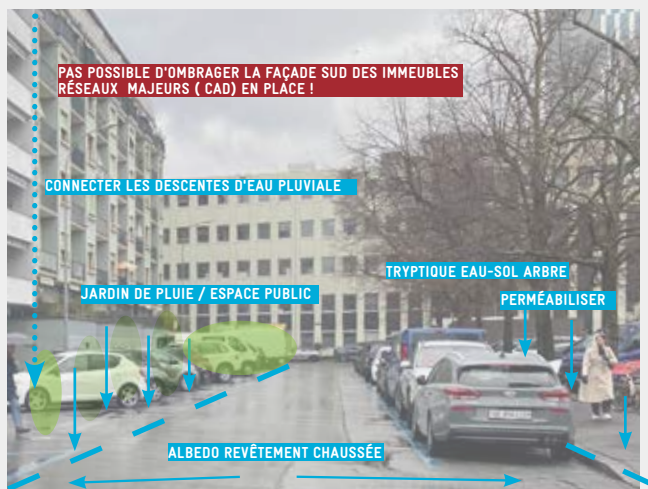 PAS POSSIBLE D'OMBRAGER LA FAÇADE SUD DES IMMEUBLES
RÉSEAUX MAJEURS ( CAD) EN PLACE !
CONNECTER LES DESCENTES D'EAU PLUVIALE
TRYPTIQUE EAU-SOL ARBRE
JARDIN DE PLUIE / ESPACE PUBLIC
PERMÉABILISER
ALBEDO REVÊTEMENT CHAUSSÉE